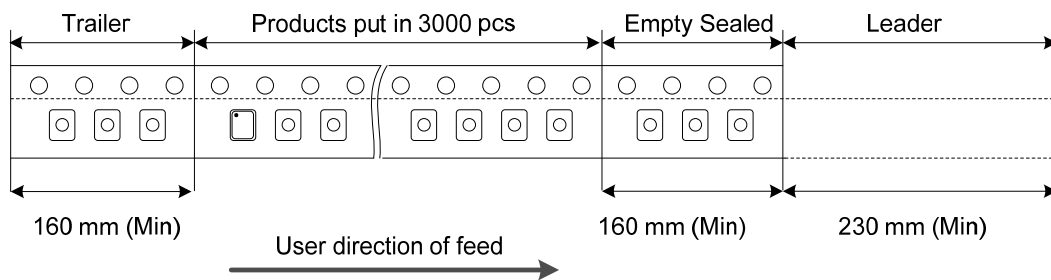 Trailer
Products put in 3000 pcs
Empty Sealed
Leader
160 mm (Min)
160 mm (Min)
230 mm (Min)
User direction of feed